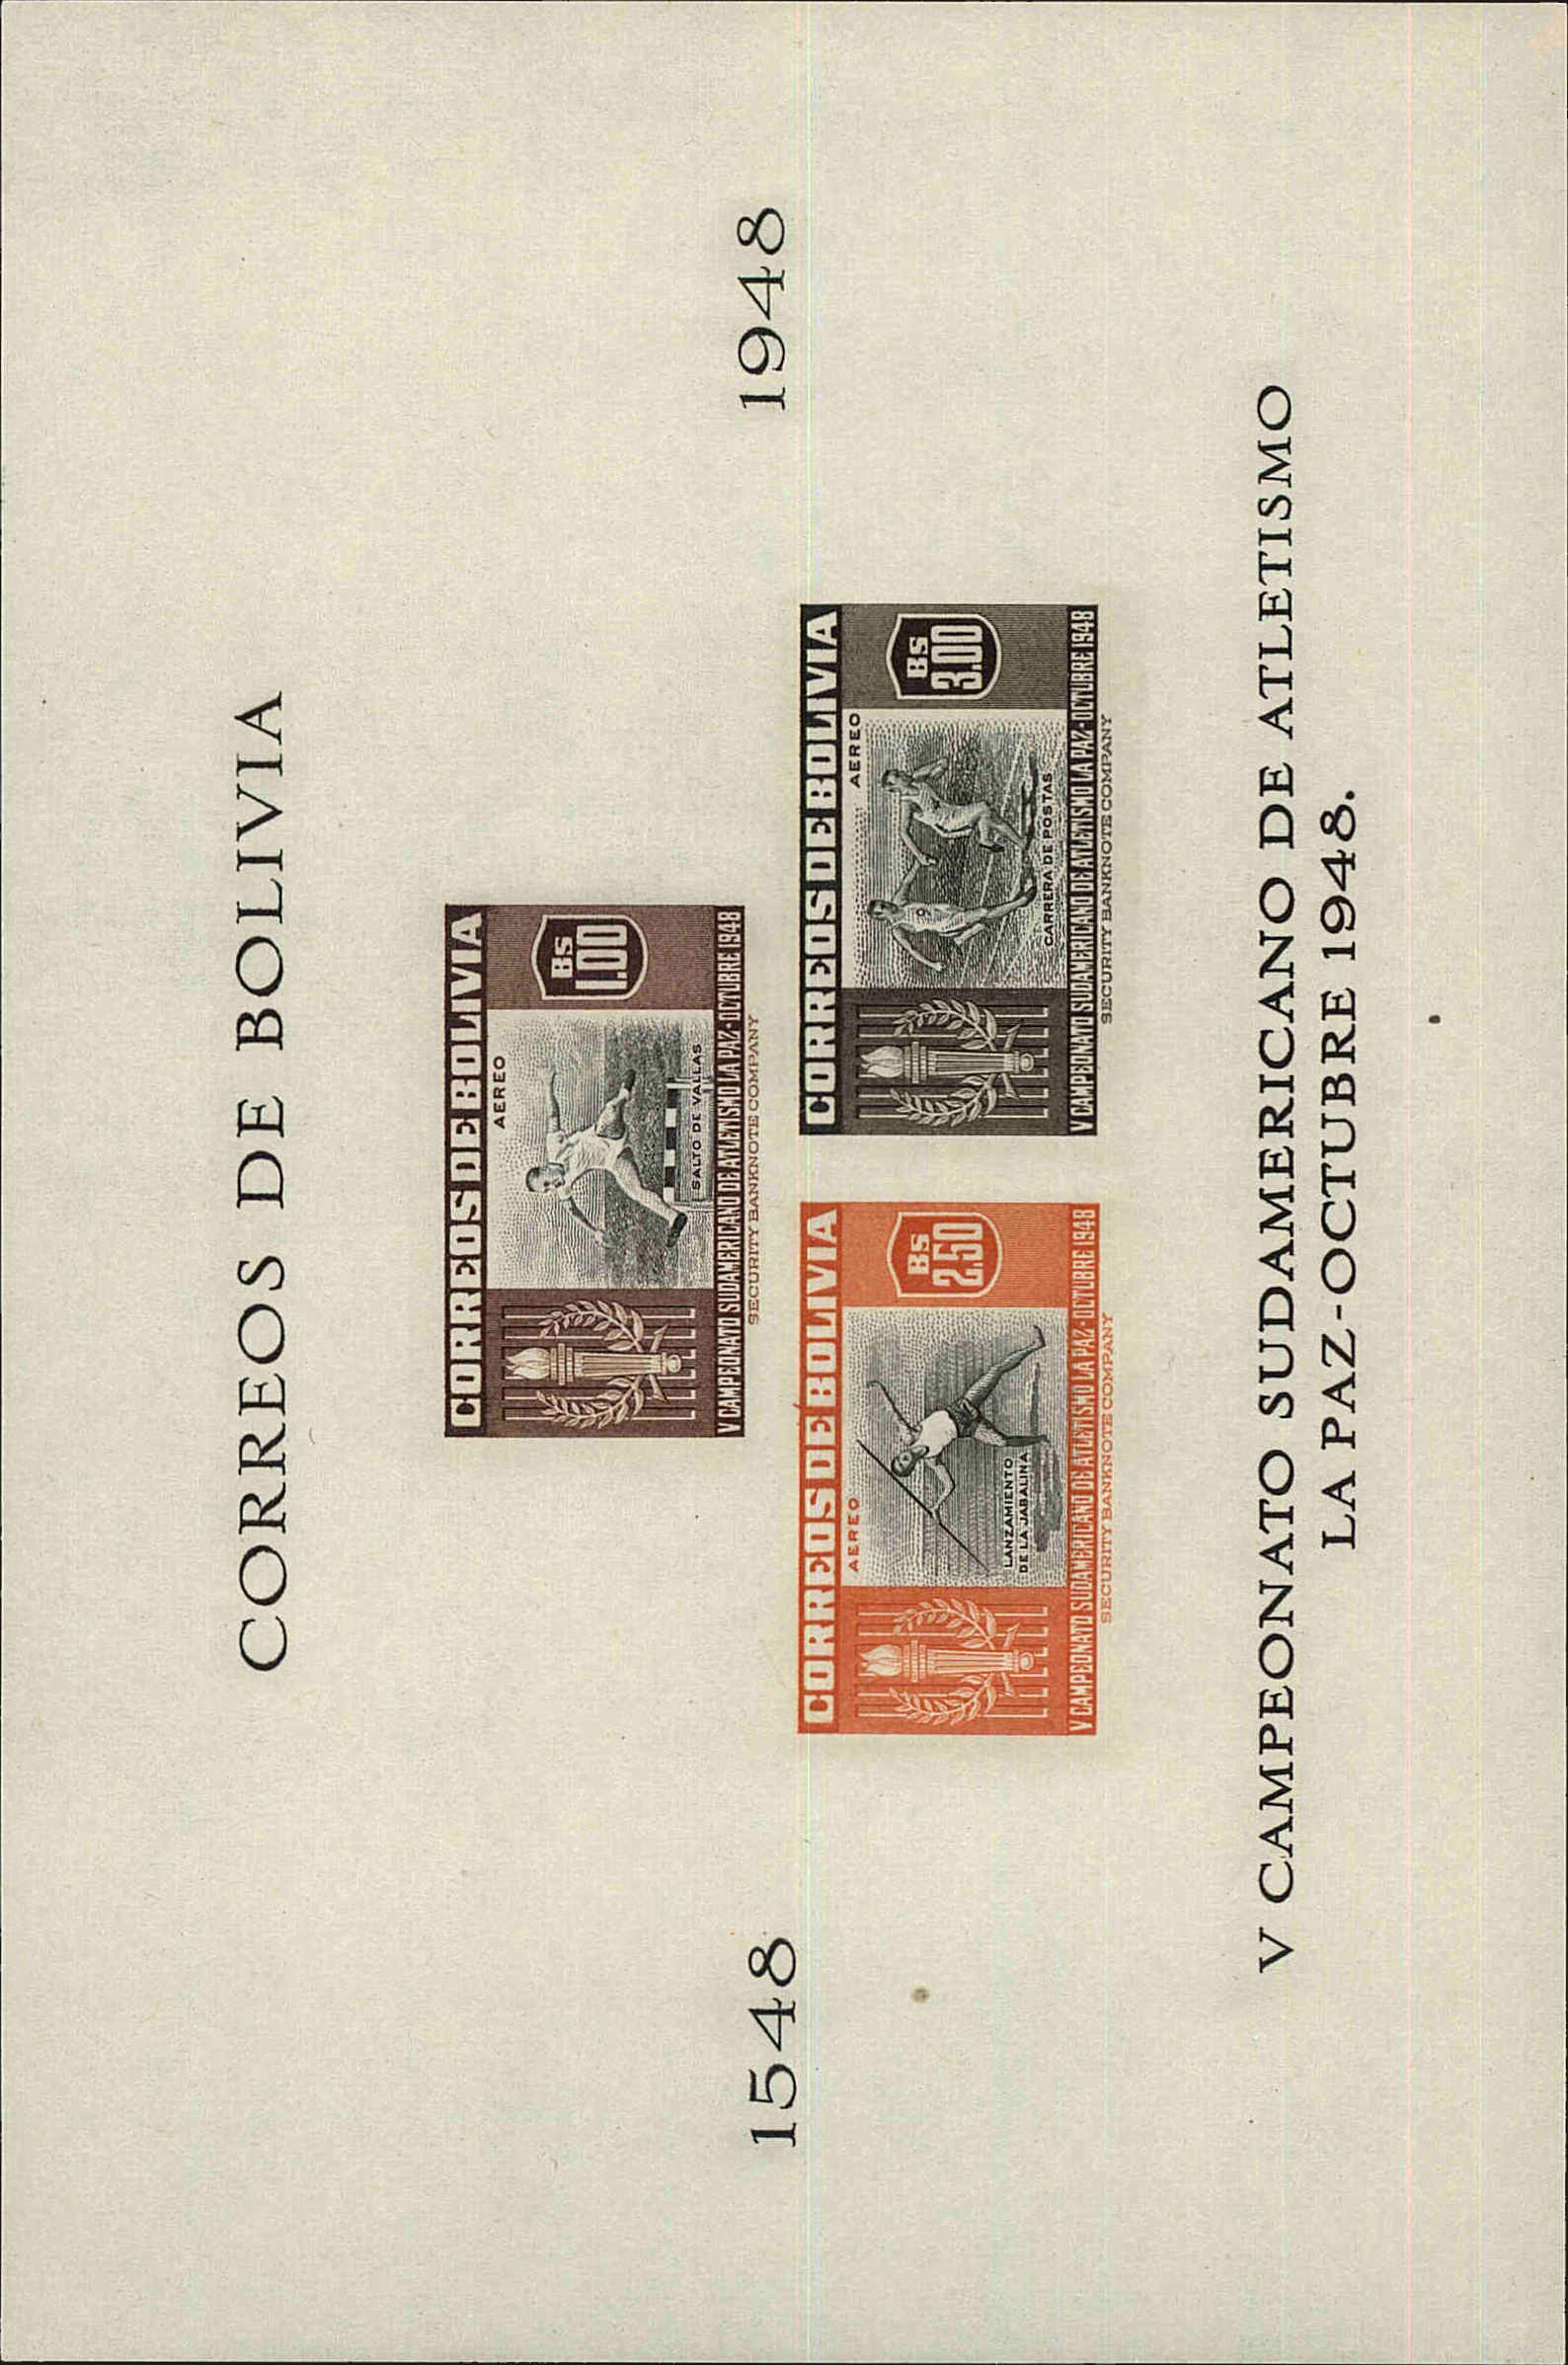 CORREOS DE BOLIVIA
CORREOS DE BOLIVIA
AEREO
BS
1.00
SALTO DE VALLAS
V CAMPEONATO SUDAMERICANO DE ATLETISMO LA PAZ-OCTUBRE 1948
SECURITY BANKNOTE COMPANY
1548
1948
CORREOS DE BOLIVIA
AEREO
BS
2.50
LANZAMIENTO
DE LA JABALINA
V CAMPEONATO SUDAMERICANO DE ATLETISMO LA PAZ-OCTUBRE 1948
SECURITY BANKNOTE COMPANY
CORREOS DE BOLIVIA
AEREO
BS
3.00
CARRERA DE POSTAS
V CAMPEONATO SUDAMERICANO DE ATLETISMO LA PAZ-OCTUBRE 1948
SECURITY BANKNOTE COMPANY
V CAMPEONATO SUDAMERICANO DE ATLETISMO
LA PAZ-OCTUBRE 1948.